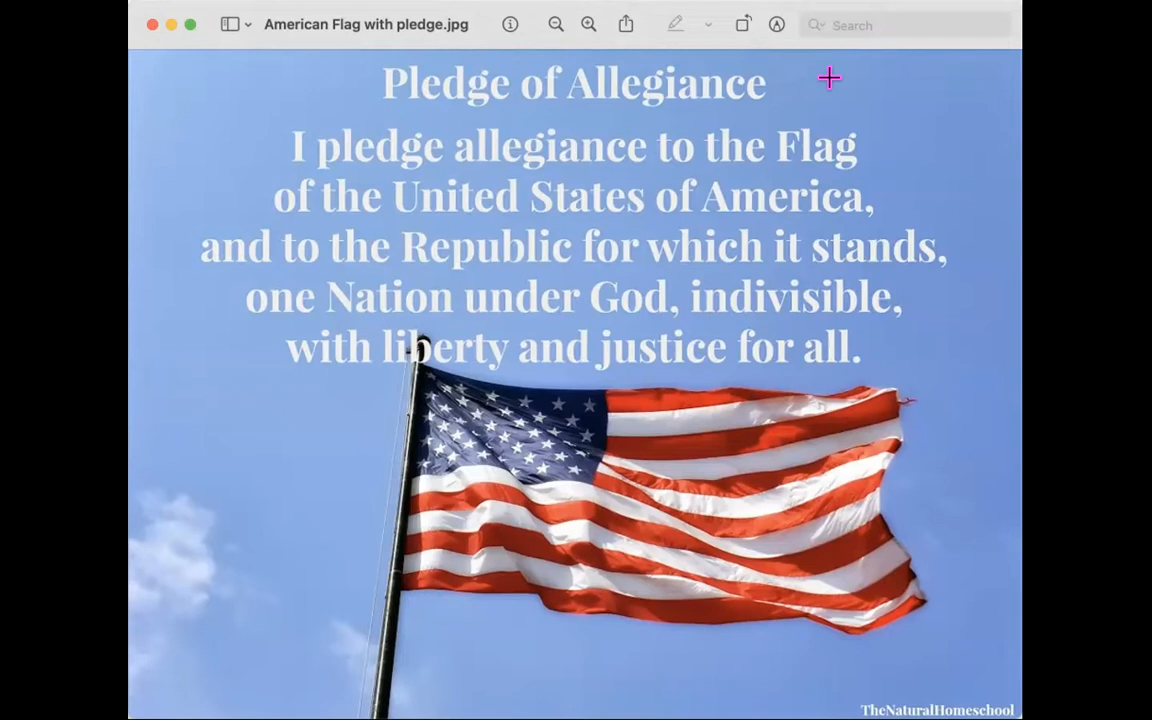 American Flag with pledge.jpg
Search
Pledge of Allegiance
I pledge allegiance to the Flag
of the United States of America,
and to the Republic for which it stands,
one Nation under God, indivisible,
with liberty and justice for all.
TheNaturalHomeschool